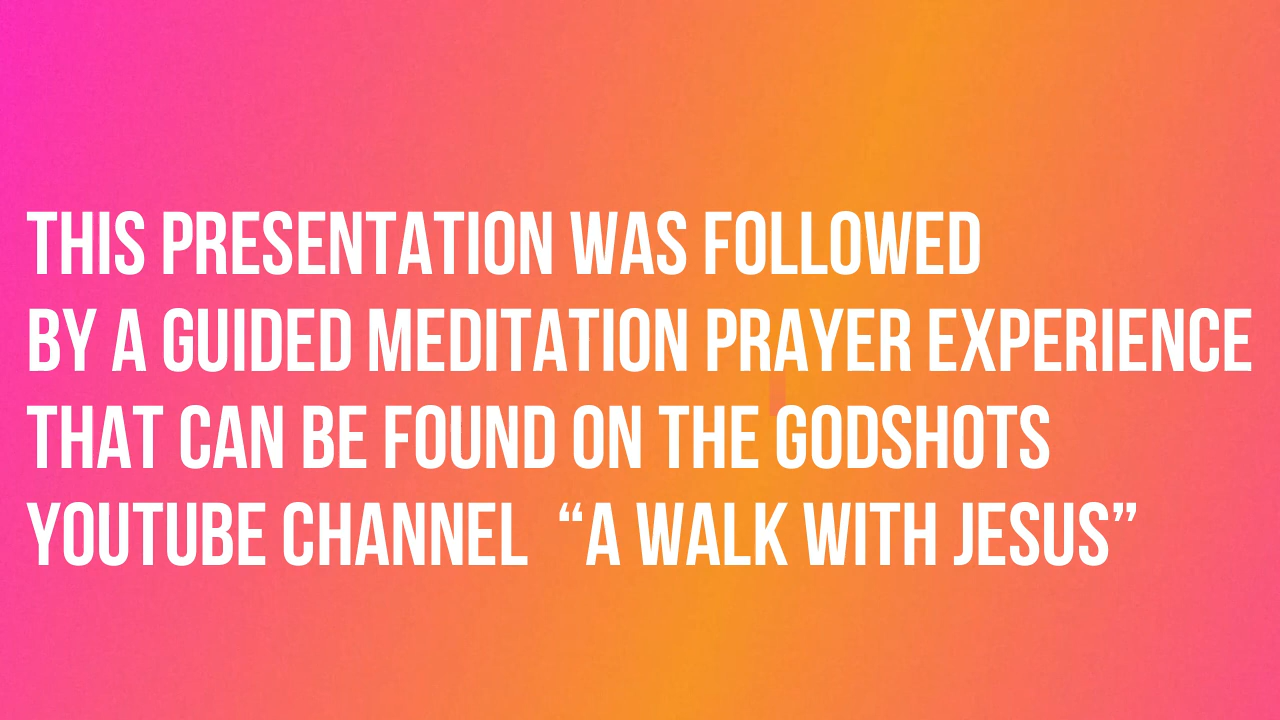 THIS PRESENTATION WAS FOLLOWED
BY A GUIDED MEDITATION PRAYER EXPERIENCE
THAT CAN BE FOUND ON THE GODSHOTS
YOUTUBE CHANNEL “A WALK WITH JESUS”